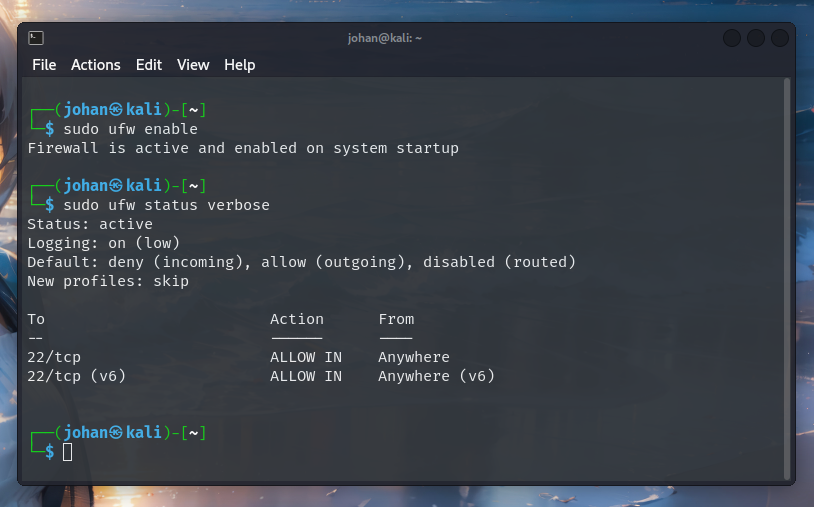 johan@kali: ~
File Actions Edit View Help
┌──(johan㉿kali)-[~]
└─$ sudo ufw enable
Firewall is active and enabled on system startup
┌──(johan㉿kali)-[~]
└─$ sudo ufw status verbose
Status: active
Logging: on (low)
Default: deny (incoming), allow (outgoing), disabled (routed)
New profiles: skip
To                         Action      From
--                         ------      ----
22/tcp                     ALLOW IN    Anywhere
22/tcp (v6)                ALLOW IN    Anywhere (v6)
┌──(johan㉿kali)-[~]
└─$